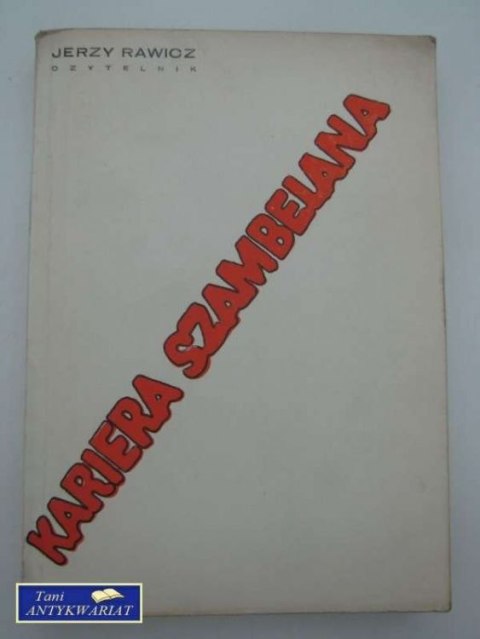 JERZY RAWICZ
CZYTELNIK
KARIERA SZAMBELANA
Tani
ANTYKWARIAT